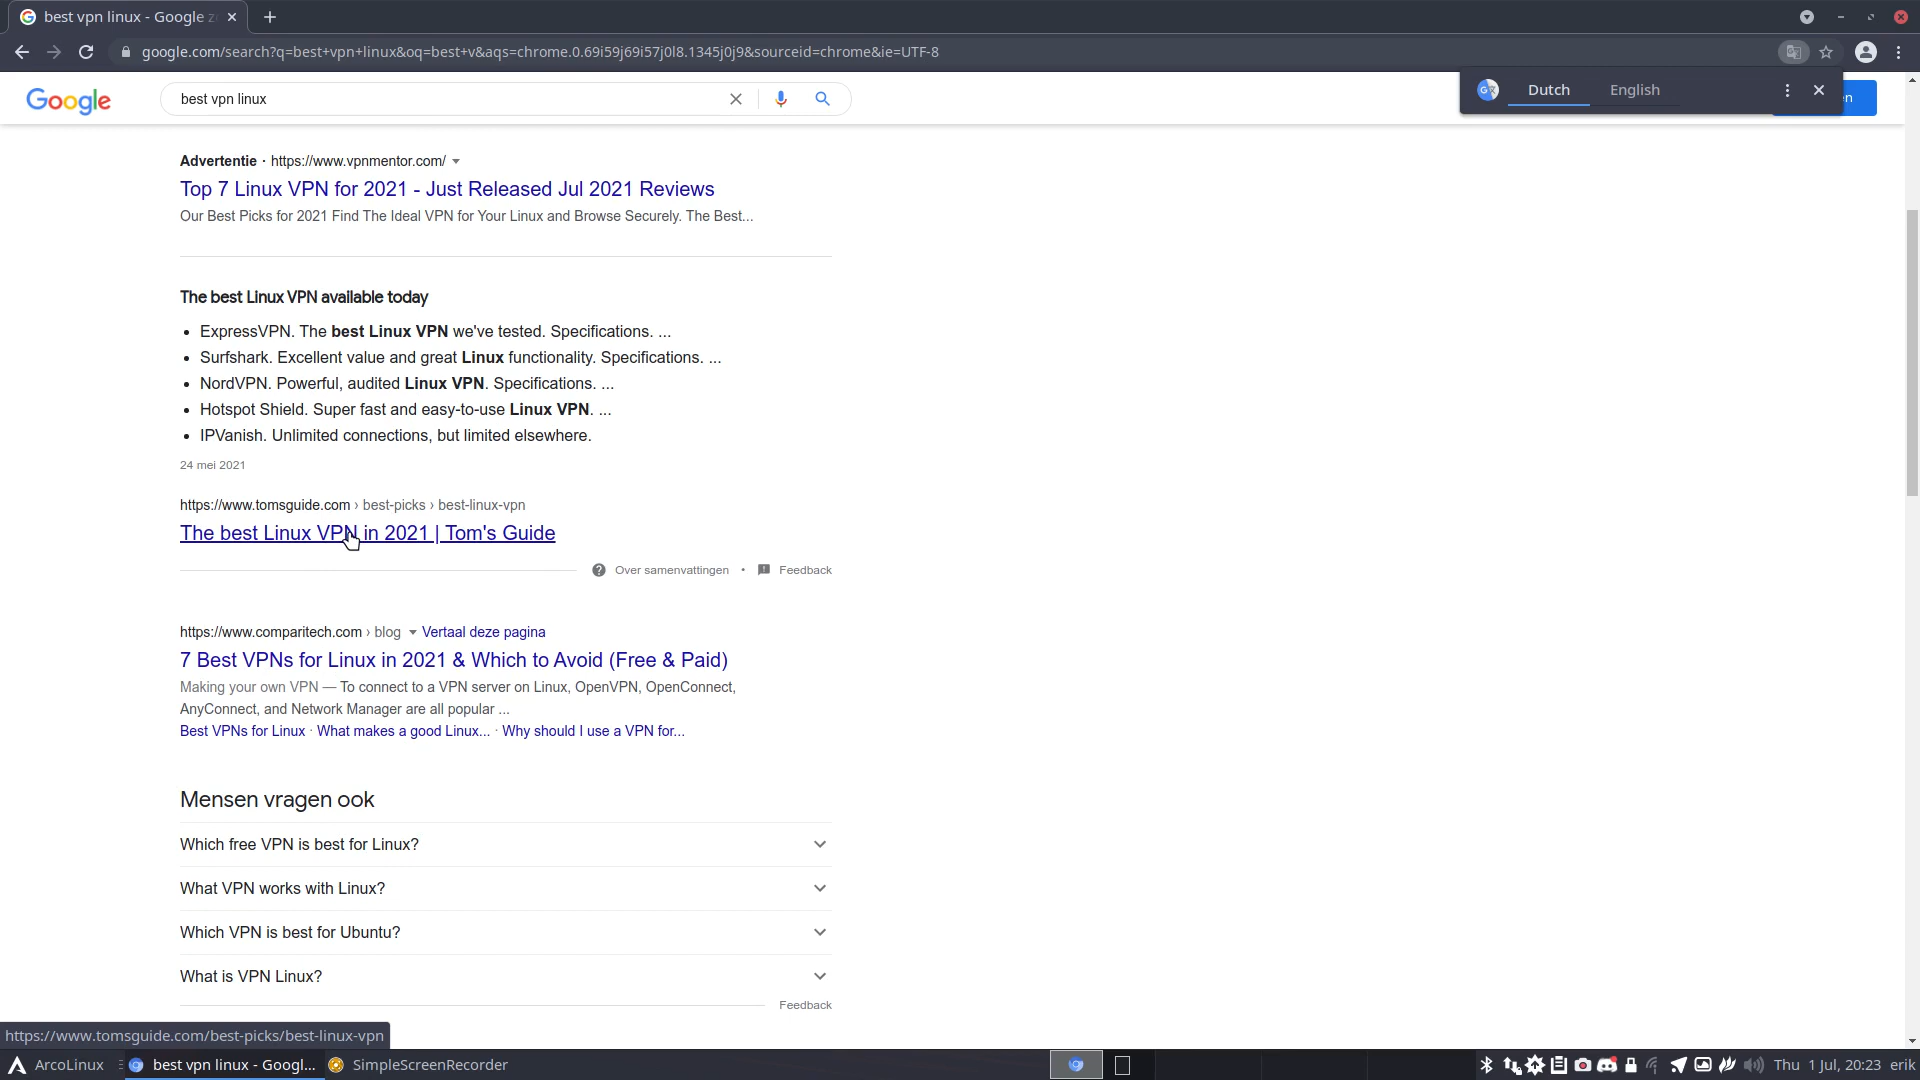 best vpn linux - Google z
google.com/search?q=best+vpn+linux&oq=best+v&aqs=chrome.0.69i59j69i57j0l8.1345j0j9&sourceid=chrome&ie=UTF-8
Google
best vpn linux
Dutch English
en
Advertentie · https://www.vpnmentor.com/
Top 7 Linux VPN for 2021 - Just Released Jul 2021 Reviews
Our Best Picks for 2021 Find The Ideal VPN for Your Linux and Browse Securely. The Best...
The best Linux VPN available today
• ExpressVPN. The best Linux VPN we've tested. Specifications. ...
• Surfshark. Excellent value and great Linux functionality. Specifications. ...
• NordVPN. Powerful, audited Linux VPN. Specifications. ...
• Hotspot Shield. Super fast and easy-to-use Linux VPN. ...
• IPVanish. Unlimited connections, but limited elsewhere.
24 mei 2021
https://www.tomsguide.com › best-picks › best-linux-vpn
The best Linux VPN in 2021 | Tom's Guide
Over samenvattingen • Feedback
https://www.comparitech.com › blog Vertaal deze pagina
7 Best VPNs for Linux in 2021 & Which to Avoid (Free & Paid)
Making your own VPN — To connect to a VPN server on Linux, OpenVPN, OpenConnect,
AnyConnect, and Network Manager are all popular ...
Best VPNs for Linux · What makes a good Linux... · Why should I use a VPN for...
Mensen vragen ook
Which free VPN is best for Linux?
What VPN works with Linux?
Which VPN is best for Ubuntu?
What is VPN Linux?
Feedback
https://www.tomsguide.com/best-picks/best-linux-vpn
ArcoLinux best vpn linux - Googl... SimpleScreenRecorder Thu 1 Jul, 20:23 erik